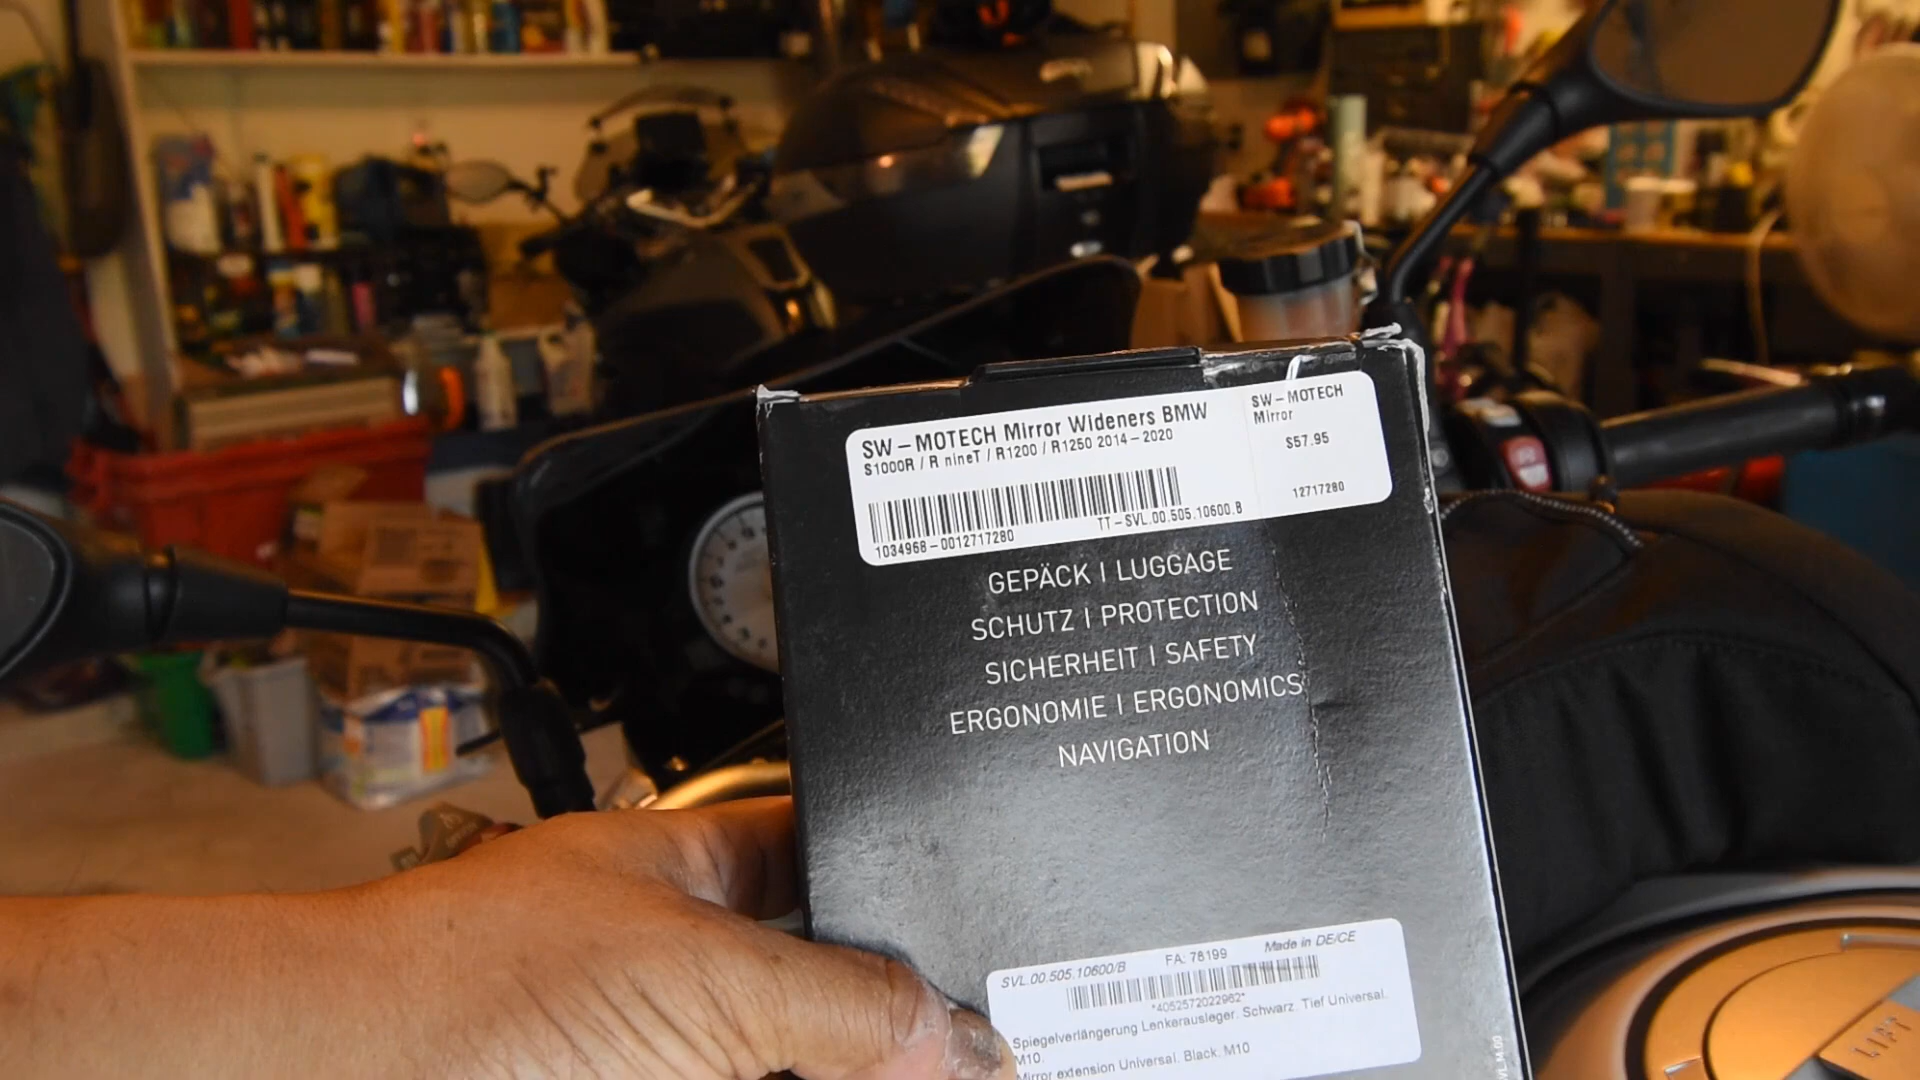 SW-MOTECH Mirror Wideners BMW
S1000R / R nineT / R1200 / R1250 2014-2020
SW-MOTECH
Mirror
$57.95
12717280
TT-SVL.00.505.10600.B
1034968-0012717280
GEPÄCK | LUGGAGE
SCHUTZ | PROTECTION
SICHERHEIT | SAFETY
ERGONOMIE | ERGONOMICS
NAVIGATION
SVL.00.505.10600/B FA: 78199 Made in DE/CE
*4052572022962*
Spiegelverlängerung Lenkerausleger. Schwarz. Tief Universal.
M10.
Mirror extension Universal. Black. M10
LIFT